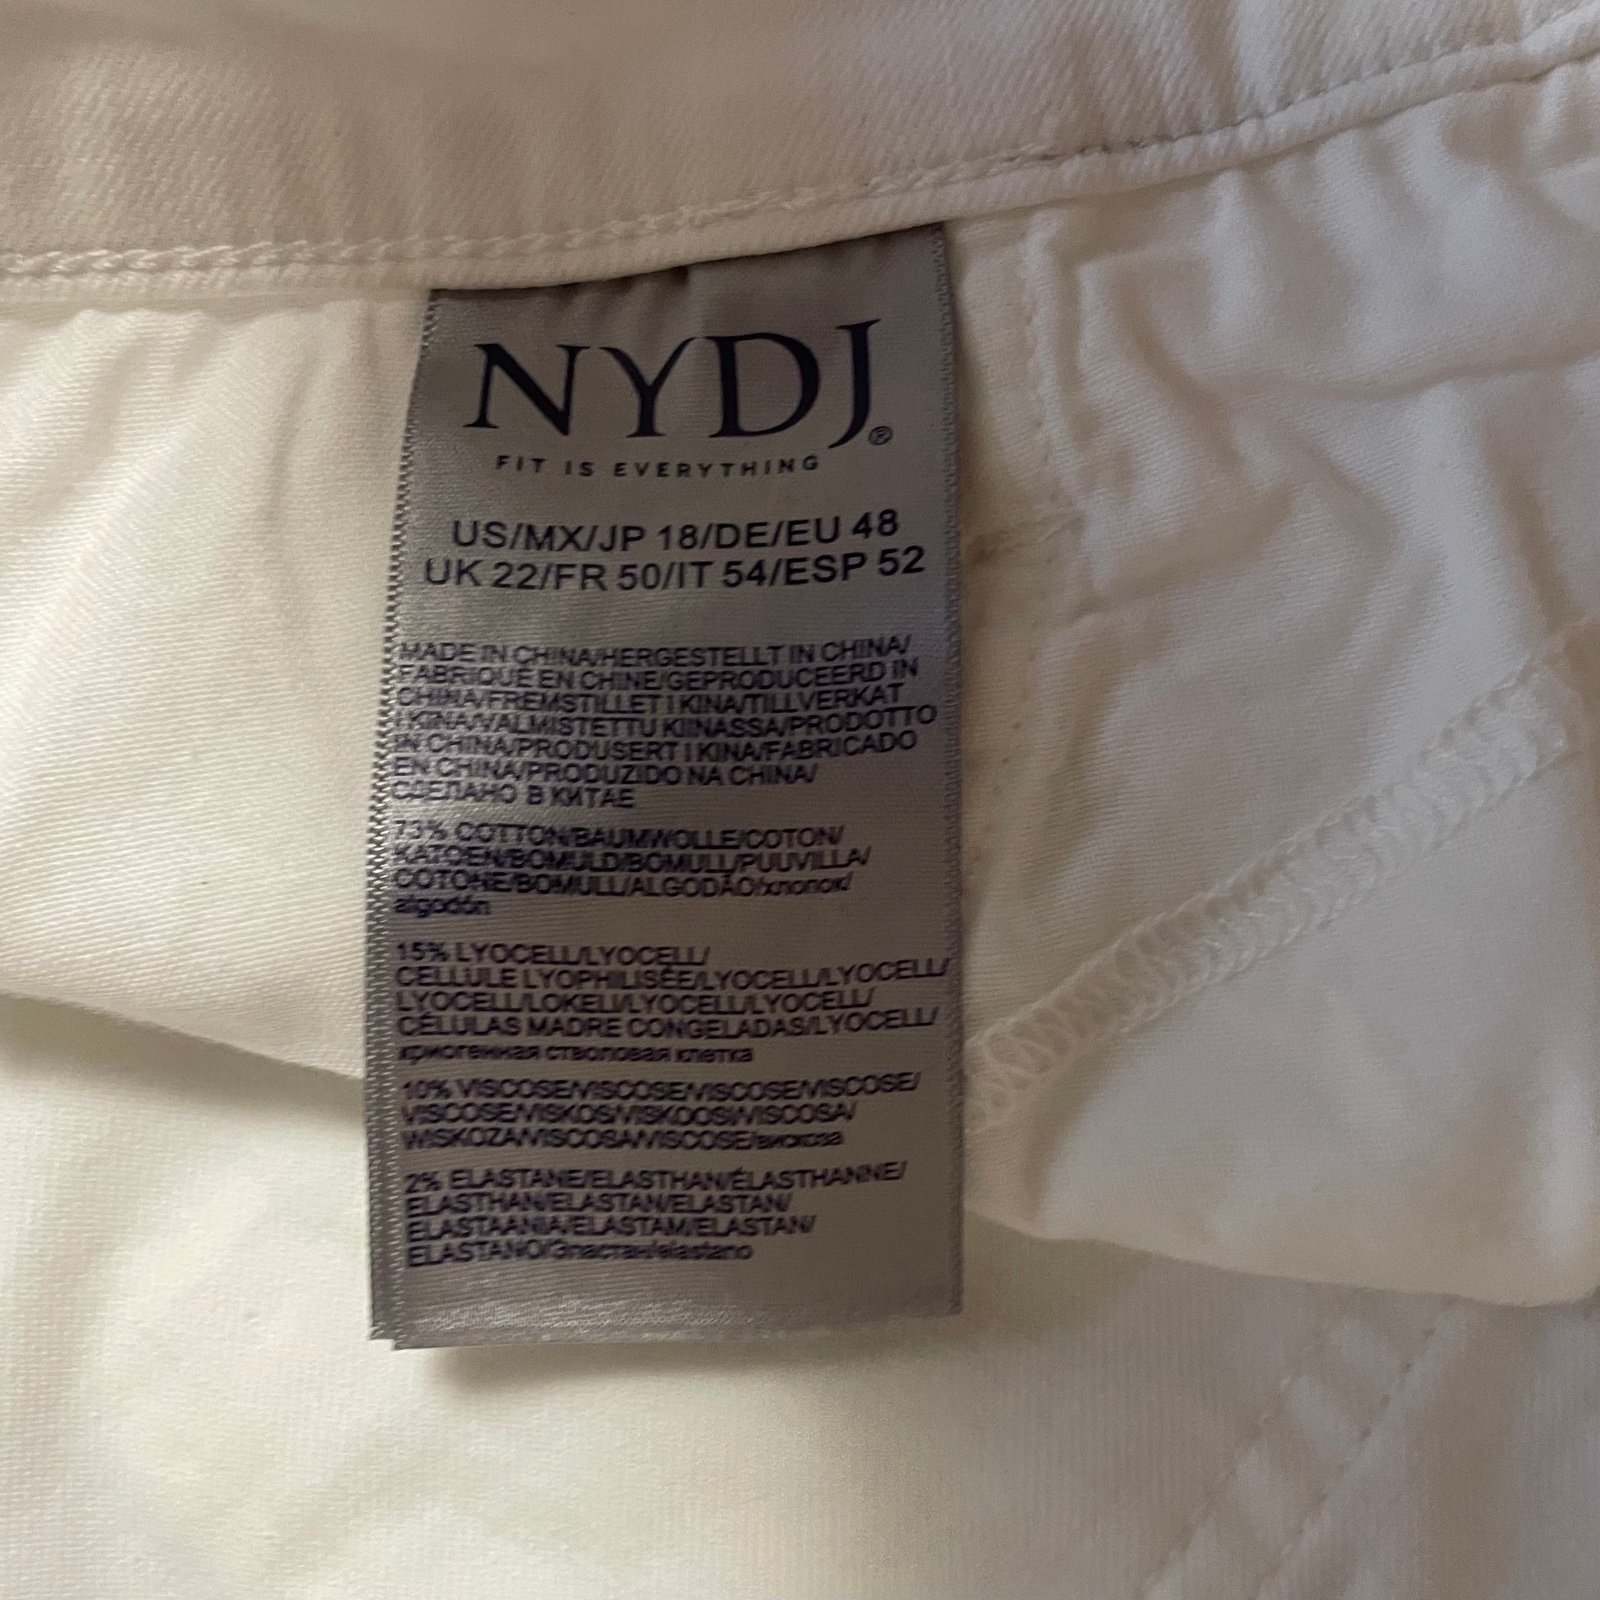 NYDJ®
FIT IS EVERYTHING
US/MX/JP 18/DE/EU 48
UK 22/FR 50/IT 54/ESP 52
MADE IN CHINA/HERGESTELLT IN CHINA/
FABRIQUÉ EN CHINE/GEPRODUCEERD IN
CHINA/FREMSTILLET I KINA/TILLVERKAT
I KINA/VALMISTETTU KIINASSA/PRODOTTO
IN CHINA/PRODUSERT I KINA/FABRICADO
EN CHINA/PRODUZIDO NA CHINA/
СДЕЛАНО В КИТАЕ
73% COTTON/BAUMWOLLE/COTON/
KATOEN/BOMULD/BOMULL/PUUVILLA/
COTONE/BOMULL/ALGODÃO/хлопок/
algodón
15% LYOCELL/LYOCELL/
CELLULE LYOPHILISÉE/LYOCELL/LYOCELL/
LYOCELL/LOKELI/LYOCELL/LYOCELL/
CÉLULAS MADRE CONGELADAS/LYOCELL/
криогенная стволовая клетка
10% VISCOSE/VISCOSE/VISCOSE/VISCOSE/
VISCOSE/VISKOS/VISKOOSI/VISCOSA/
WISKOZA/VISCOSA/VISCOSE/вискоза
2% ELASTANE/ELASTHAN/ÉLASTHANNE/
ELASTHAN/ELASTAN/ELASTAN/
ELASTAANIA/ELASTAM/ELASTAN/
ELASTANO/Эластан/elastano